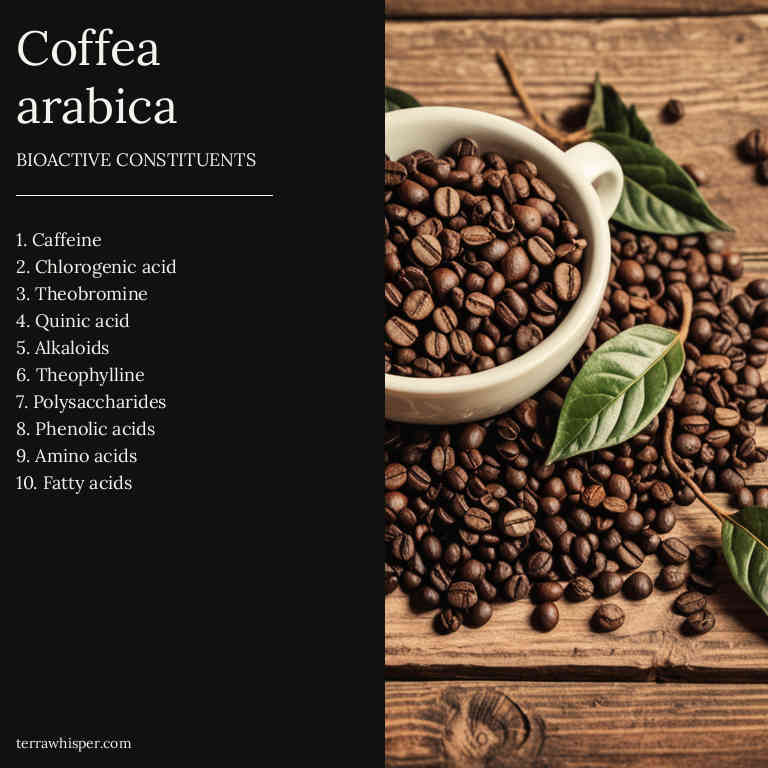 Coffea
arabica
BIOACTIVE CONSTITUENTS
1. Caffeine
2. Chlorogenic acid
3. Theobromine
4. Quinic acid
5. Alkaloids
6. Theophylline
7. Polysaccharides
8. Phenolic acids
9. Amino acids
10. Fatty acids
terrawhisper.com